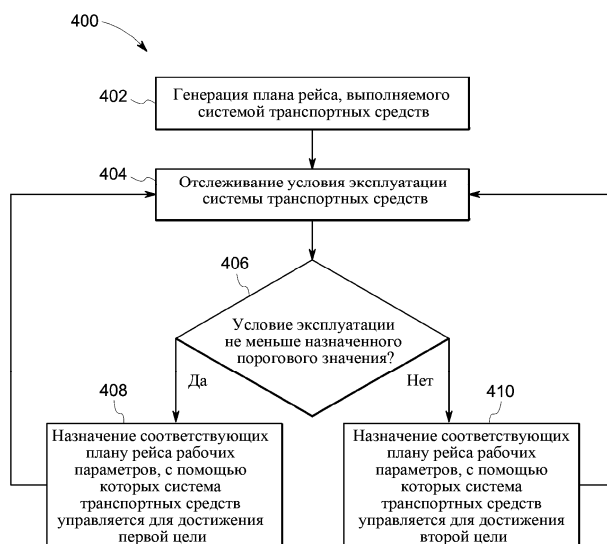 400
402
Генерация плана рейса, выполняемого
системой транспортных средств
404
Отслеживание условия эксплуатации
системы транспортных средств
406
Условие эксплуатации
не меньше назначенного
порогового значения?
Да
Нет
408
Назначение соответствующих
плану рейса рабочих
параметров, с помощью
которых система
транспортных средств
управляется для достижения
первой цели
410
Назначение соответствующих
плану рейса рабочих
параметров, с помощью
которых система
транспортных средств
управляется для достижения
второй цели